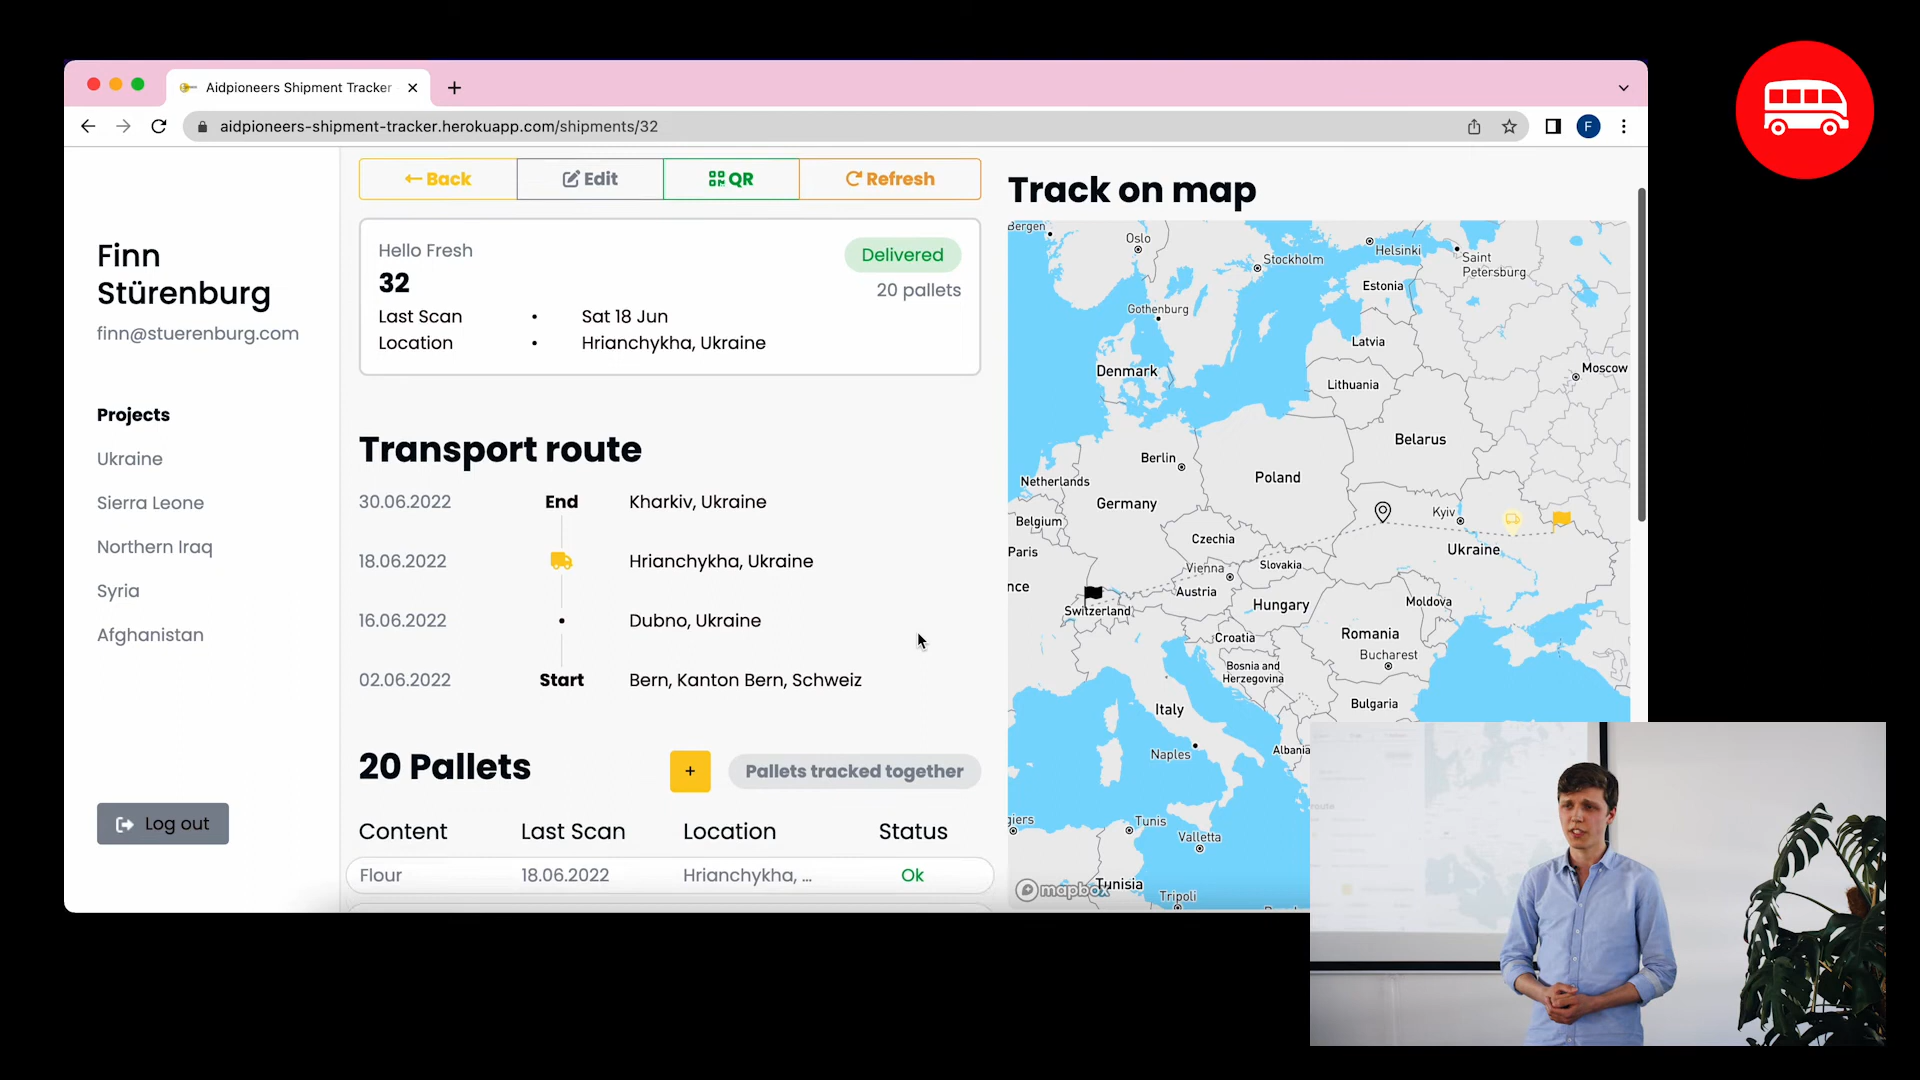 Aidpioneers Shipment Tracker
aidpioneers-shipment-tracker.herokuapp.com/shipments/32
F
Finn
Stürenburg
finn@stuerenburg.com
Projects
Ukraine
Sierra Leone
Northern Iraq
Syria
Afghanistan
Log out
Back
Edit
QR
Refresh
Hello Fresh
Delivered
32
20 pallets
Last Scan • Sat 18 Jun
Location • Hrianchykha, Ukraine
Transport route
30.06.2022 End Kharkiv, Ukraine
18.06.2022 Hrianchykha, Ukraine
16.06.2022 • Dubno, Ukraine
02.06.2022 Start Bern, Kanton Bern, Schweiz
20 Pallets
+
Pallets tracked together
Content Last Scan Location Status
Flour 18.06.2022 Hrianchykha, ... Ok
Track on map
Bergen
Oslo
Helsinki
Stockholm
Saint
Petersburg
Estonia
Gothenburg
Latvia
Moscow
Denmark
Lithuania
Belarus
Berlin
Poland
Netherlands
Germany
Kyiv
Belgium
Czechia
Ukraine
Paris
Slovakia
Vienna
nce
Austria
Switzerland
Hungary
Moldova
Croatia
Romania
Bucharest
Bosnia and
Herzegovina
Italy
Bulgaria
Naples
Albania
giers
Tunis
Valletta
mapbox
Tunisia
Tripoli
route